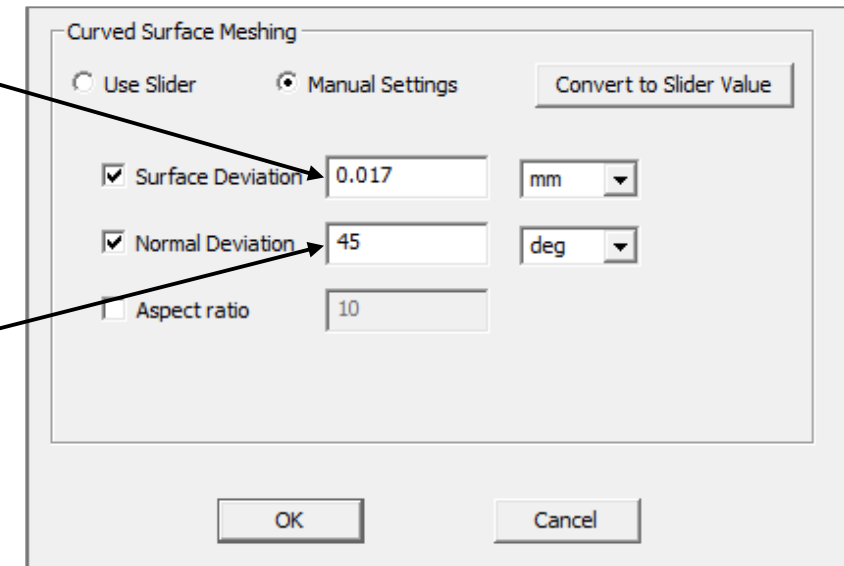 Curved Surface Meshing
Use Slider Manual Settings Convert to Slider Value
Surface Deviation 0.017 mm
Normal Deviation 45 deg
Aspect ratio 10
OK Cancel